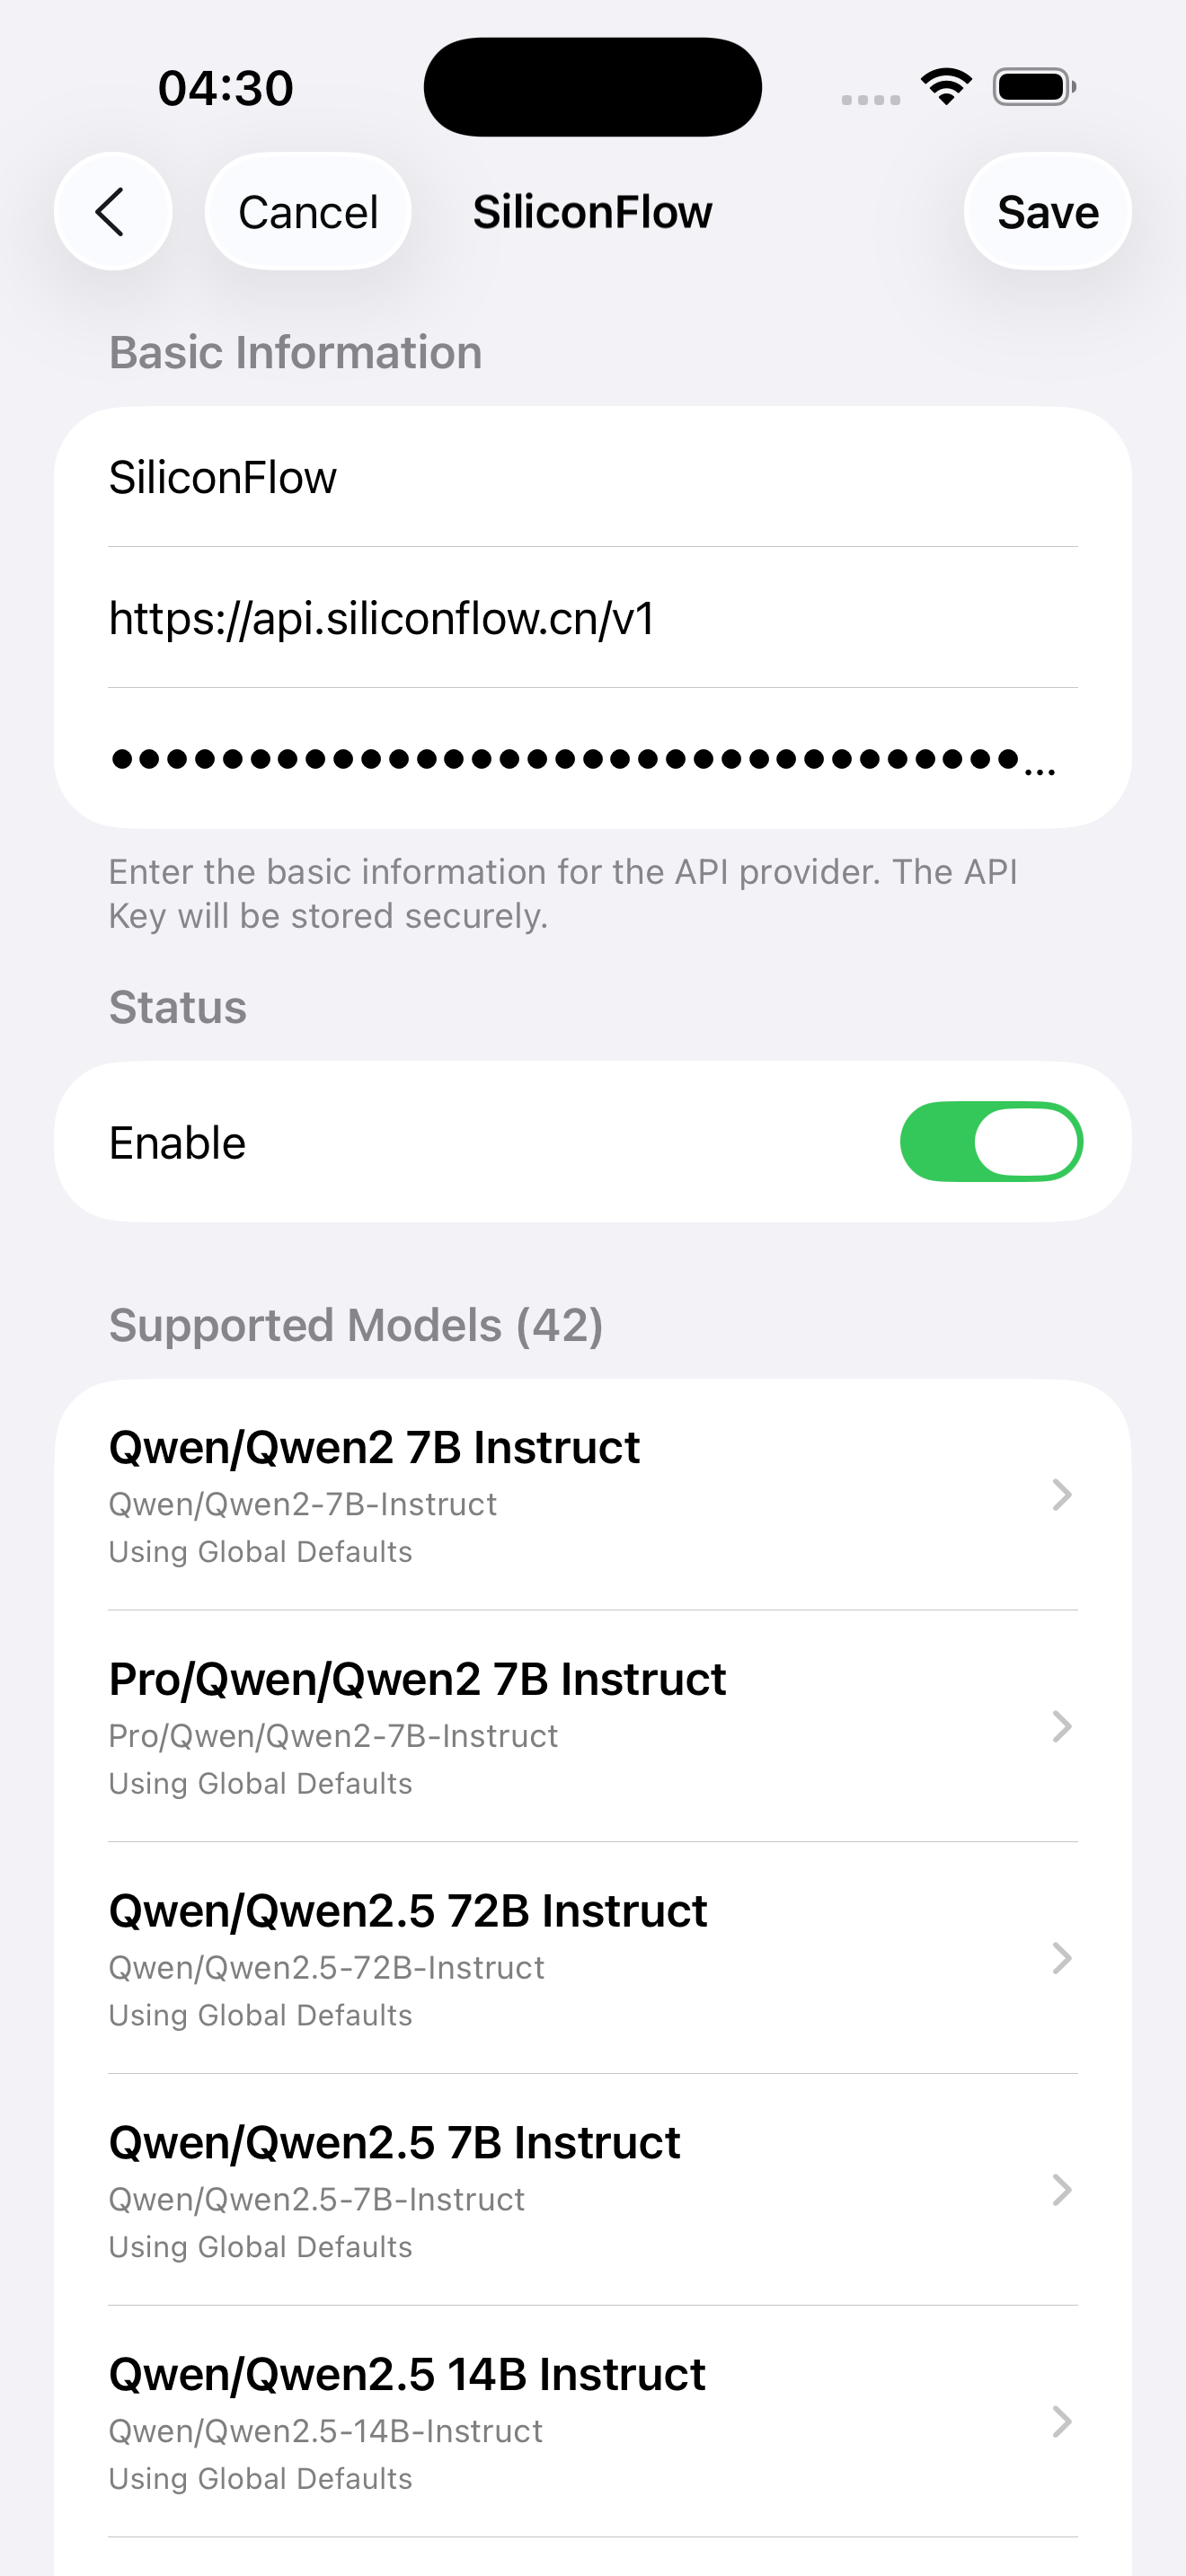 04:30
Cancel
SiliconFlow
Save
Basic Information
SiliconFlow
https://api.siliconflow.cn/v1
●●●●●●●●●●●●●●●●●●●●●●●●●●●●●●●●●...
Enter the basic information for the API provider. The API
Key will be stored securely.
Status
Enable
Supported Models (42)
Qwen/Qwen2 7B Instruct
Qwen/Qwen2-7B-Instruct
Using Global Defaults
Pro/Qwen/Qwen2 7B Instruct
Pro/Qwen/Qwen2-7B-Instruct
Using Global Defaults
Qwen/Qwen2.5 72B Instruct
Qwen/Qwen2.5-72B-Instruct
Using Global Defaults
Qwen/Qwen2.5 7B Instruct
Qwen/Qwen2.5-7B-Instruct
Using Global Defaults
Qwen/Qwen2.5 14B Instruct
Qwen/Qwen2.5-14B-Instruct
Using Global Defaults